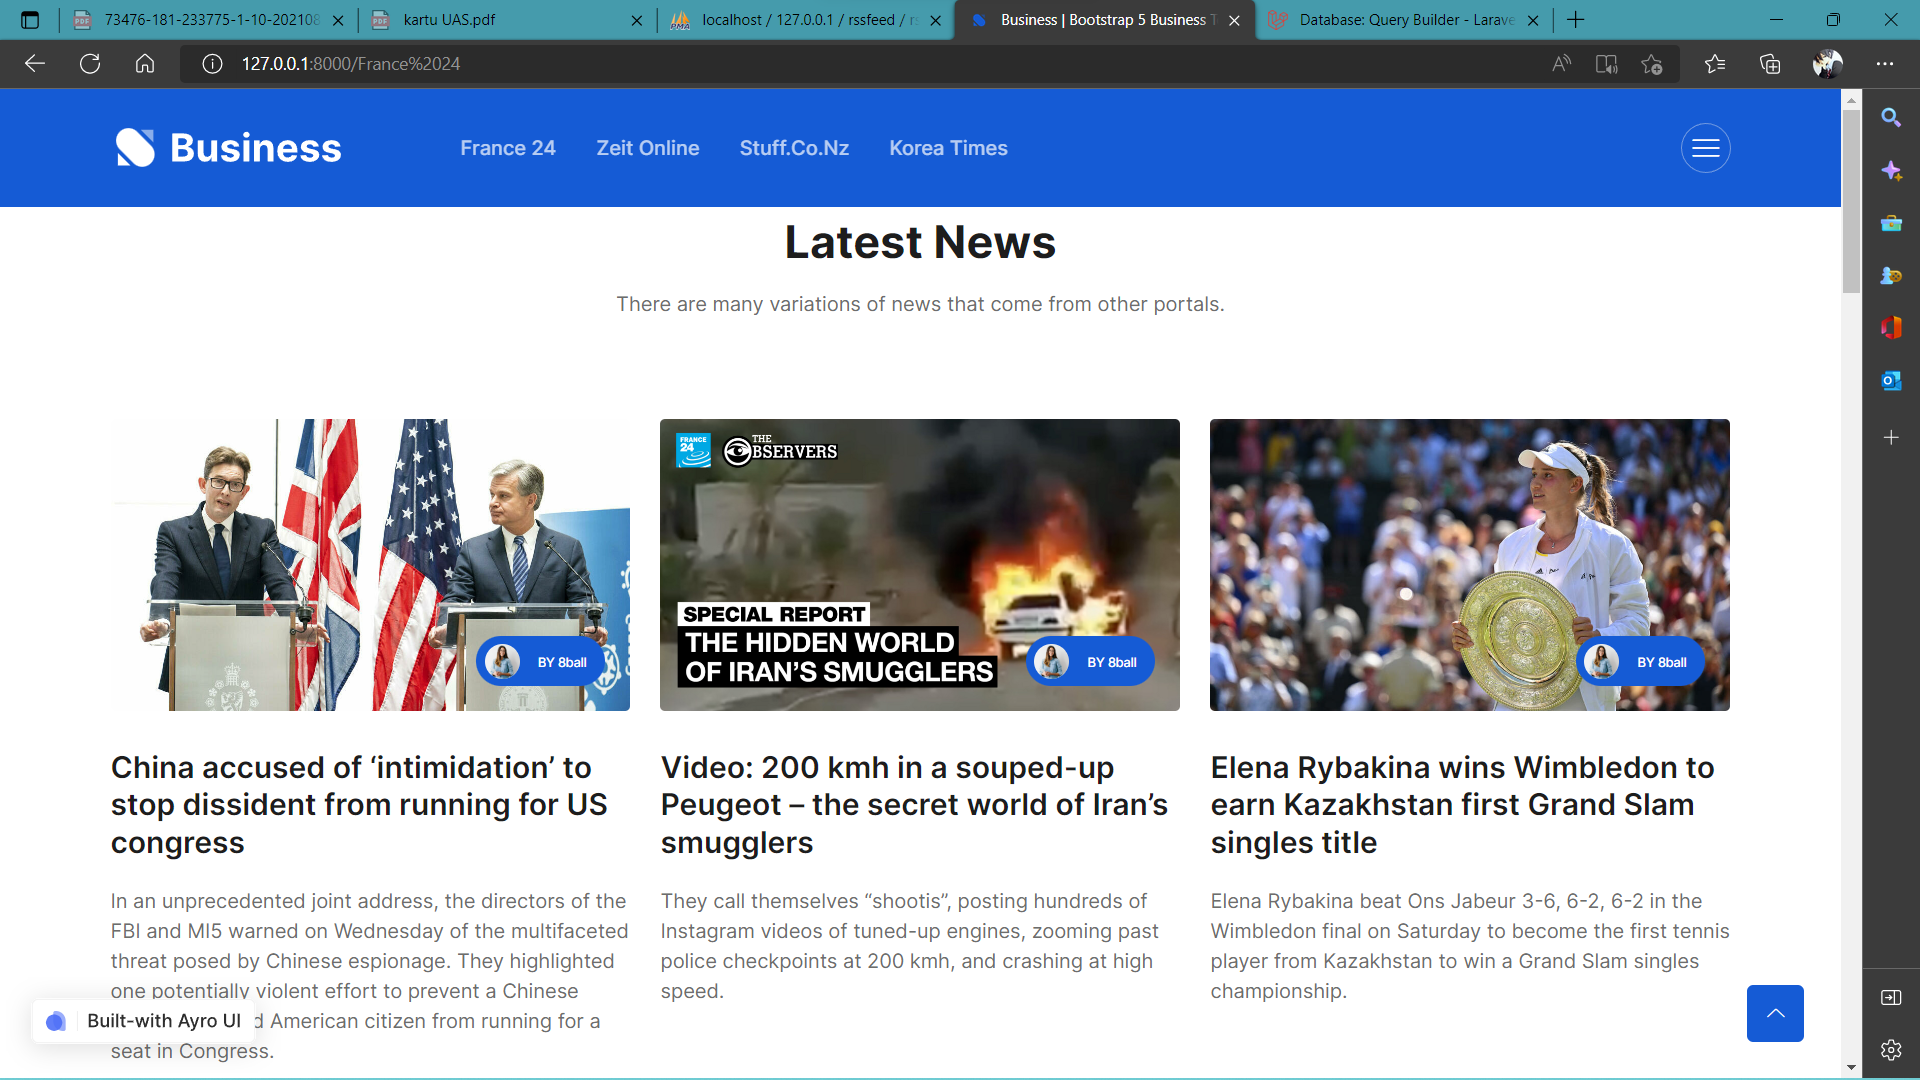 73476-181-233775-1-10-202108
kartu UAS.pdf
localhost / 127.0.0.1 / rssfeed / rs
Business | Bootstrap 5 Business T
Database: Query Builder - Larave
127.0.0.1:8000/France%2024
Business
France 24
Zeit Online
Stuff.Co.Nz
Korea Times
Latest News
There are many variations of news that come from other portals.
BY 8ball
FRANCE
24
THE
OBSERVERS
SPECIAL REPORT
THE HIDDEN WORLD
OF IRAN'S SMUGGLERS
BY 8ball
BY 8ball
China accused of ‘intimidation’ to
stop dissident from running for US
congress
In an unprecedented joint address, the directors of the
FBI and MI5 warned on Wednesday of the multifaceted
threat posed by Chinese espionage. They highlighted
one potentially violent effort to prevent a Chinese
d American citizen from running for a
seat in Congress.
Video: 200 kmh in a souped-up
Peugeot – the secret world of Iran’s
smugglers
They call themselves “shootis”, posting hundreds of
Instagram videos of tuned-up engines, zooming past
police checkpoints at 200 kmh, and crashing at high
speed.
Elena Rybakina wins Wimbledon to
earn Kazakhstan first Grand Slam
singles title
Elena Rybakina beat Ons Jabeur 3-6, 6-2, 6-2 in the
Wimbledon final on Saturday to become the first tennis
player from Kazakhstan to win a Grand Slam singles
championship.
Built-with Ayro UI